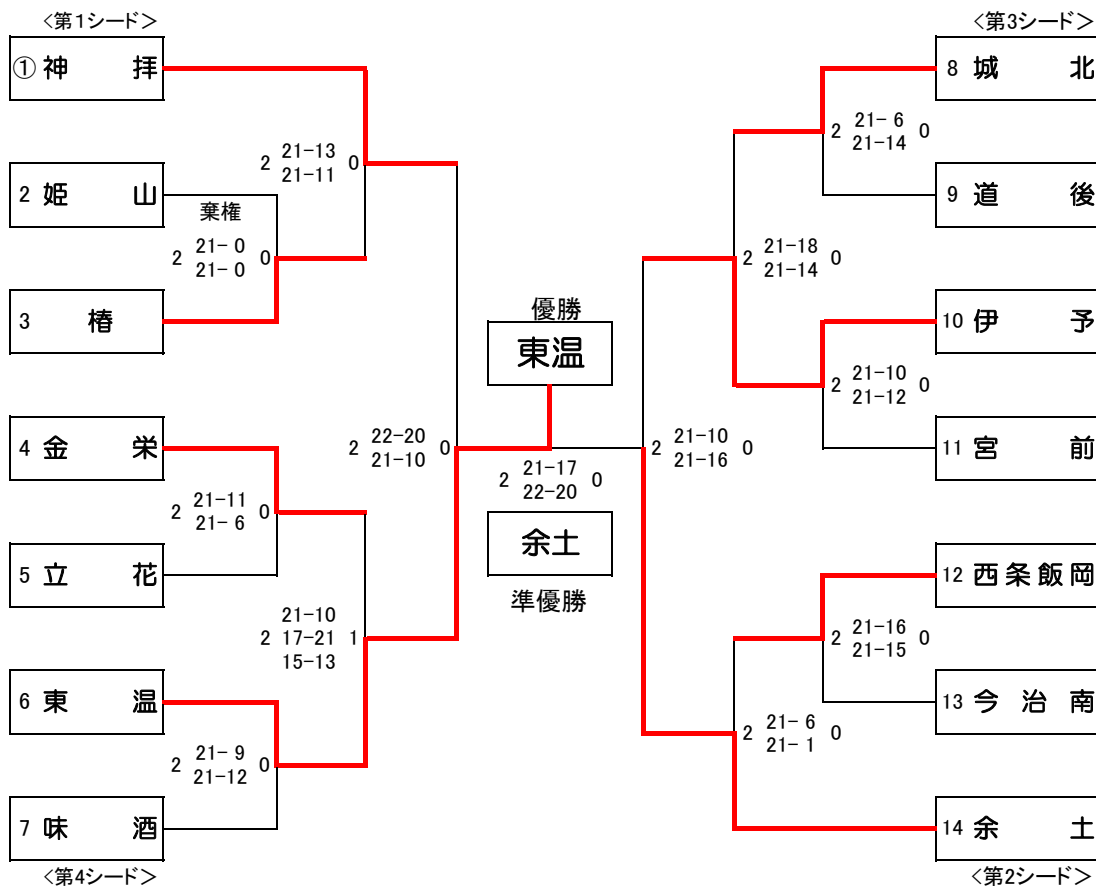 <第1シード>
① 神 拝
2 21-13 0
21-11
2 姫 山
棄権
2 21- 0 0
21- 0
3 椿
4 金 栄
2 22-20 0
21-10
2 21-11 0
21- 6
5 立 花
21-10
2 17-21 1
15-13
6 東 温
2 21- 9 0
21-12
7 味 酒
<第4シード>
優勝
東温
2 21-17 0
22-20
余土
準優勝
<第3シード>
8 城 北
2 21- 6 0
21-14
9 道 後
2 21-18 0
21-14
10 伊 予
2 21-10 0
21-12
11 宮 前
2 21-10 0
21-16
12 西条飯岡
2 21-16 0
21-15
13 今 治 南
2 21- 6 0
21- 1
14 余 土
<第2シード>